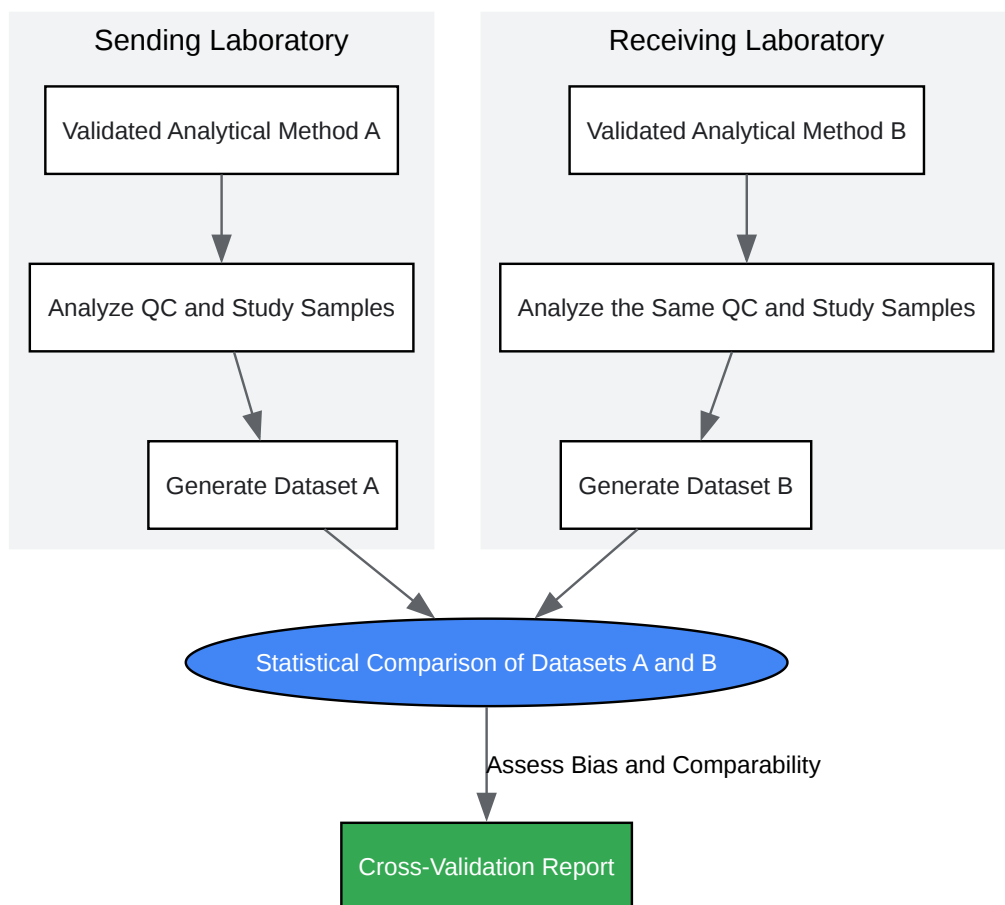 Sending Laboratory
Receiving Laboratory
Validated Analytical Method A
Validated Analytical Method B
Analyze QC and Study Samples
Analyze the Same QC and Study Samples
Generate Dataset A
Generate Dataset B
Statistical Comparison of Datasets A and B
Assess Bias and Comparability
Cross-Validation Report